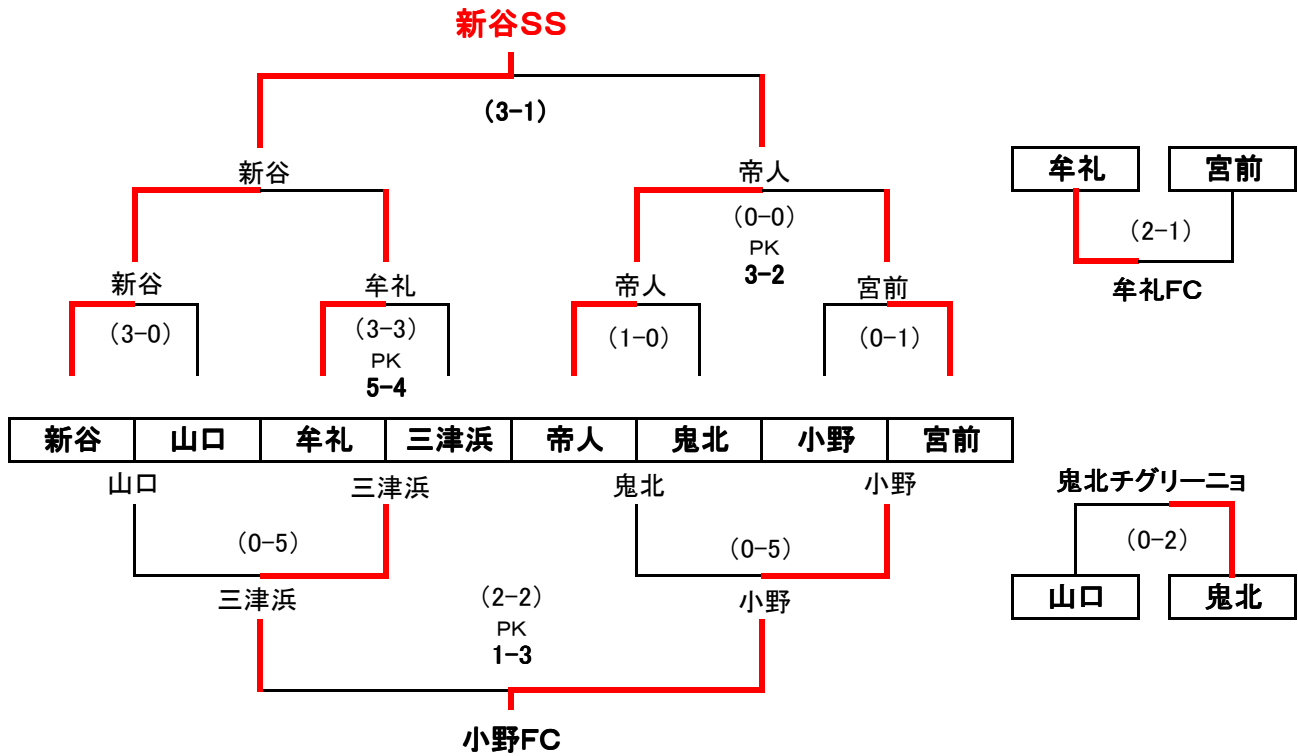 新谷SS
(3-1)
新谷
帝人
牟礼
宮前
(0-0)
PK
3-2
(2-1)
牟礼FC
新谷
牟礼
帝人
宮前
(3-0)
(3-3)
PK
5-4
(1-0)
(0-1)
新谷 山口 牟礼 三津浜 帝人 鬼北 小野 宮前
山口
三津浜
鬼北
小野
鬼北チグリーニョ
(0-5)
(0-5)
(0-2)
山口
鬼北
三津浜
小野
(2-2)
PK
1-3
小野FC